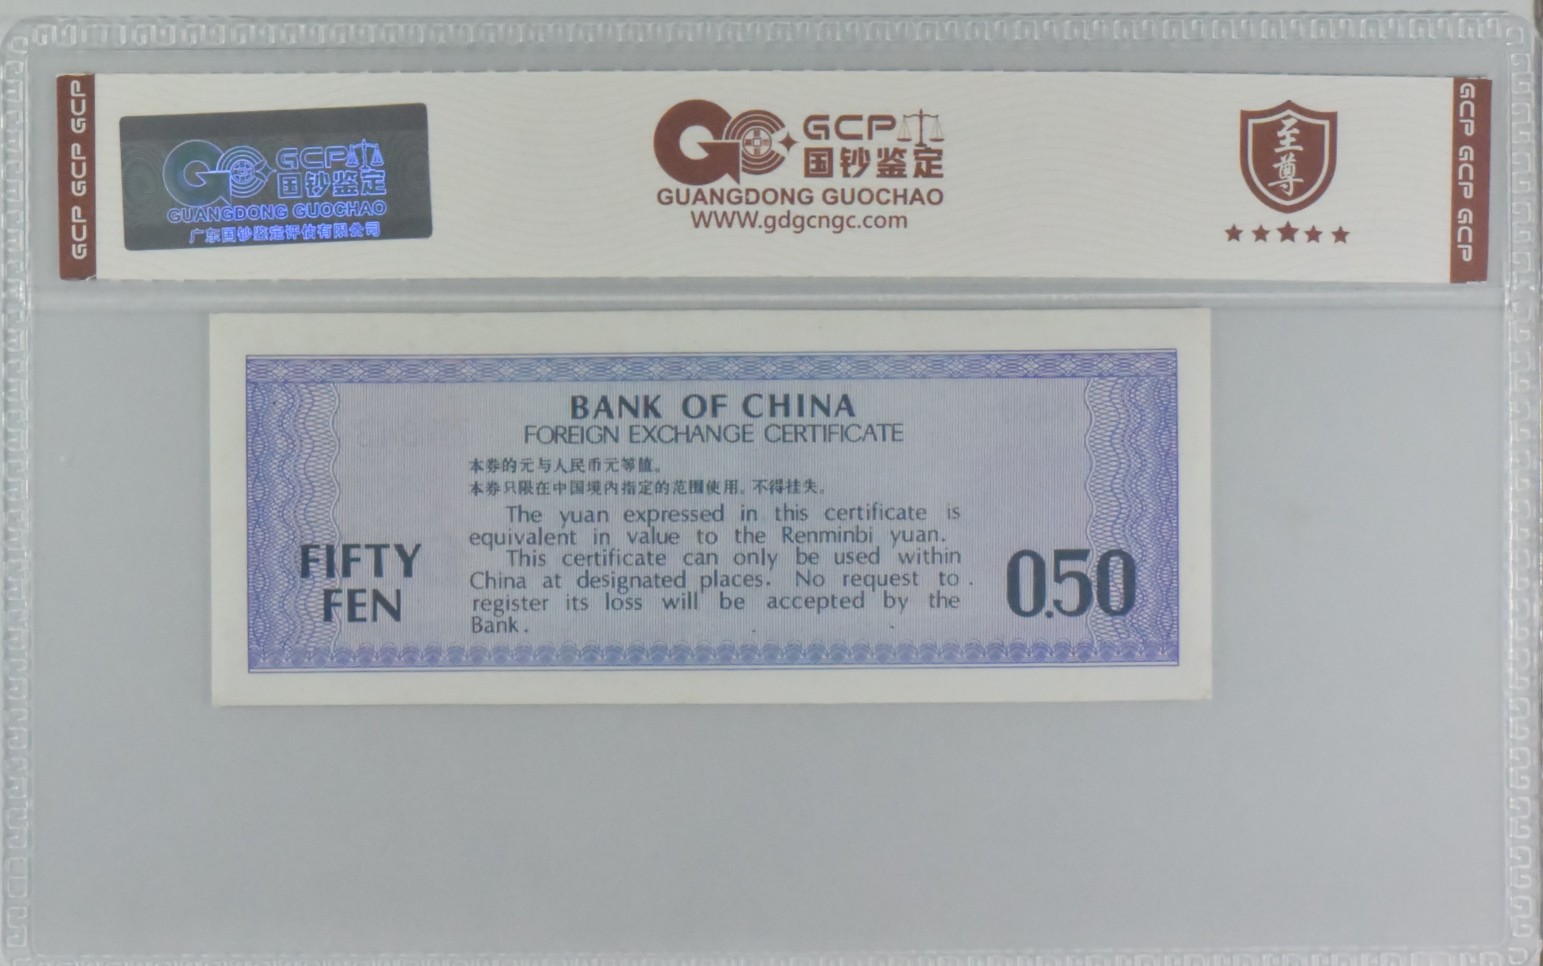 GCP GCP GCP
GCP
国钞鉴定
GUANGDONG GUOCHAO
广东国钞鉴定评估有限公司
GCP
国钞鉴定
GUANGDONG GUOCHAO
WWW.gdgcngc.com
至尊
GCP GCP GCP
BANK OF CHINA
FOREIGN EXCHANGE CERTIFICATE
本券的元与人民币元等值。
本券只限在中国境内指定的范围使用。不得挂失。
The yuan expressed in this certificate is
equivalent in value to the Renminbi yuan.
This certificate can only be used within
China at designated places. No request to
register its loss will be accepted by the
Bank.
FIFTY
FEN
0.50